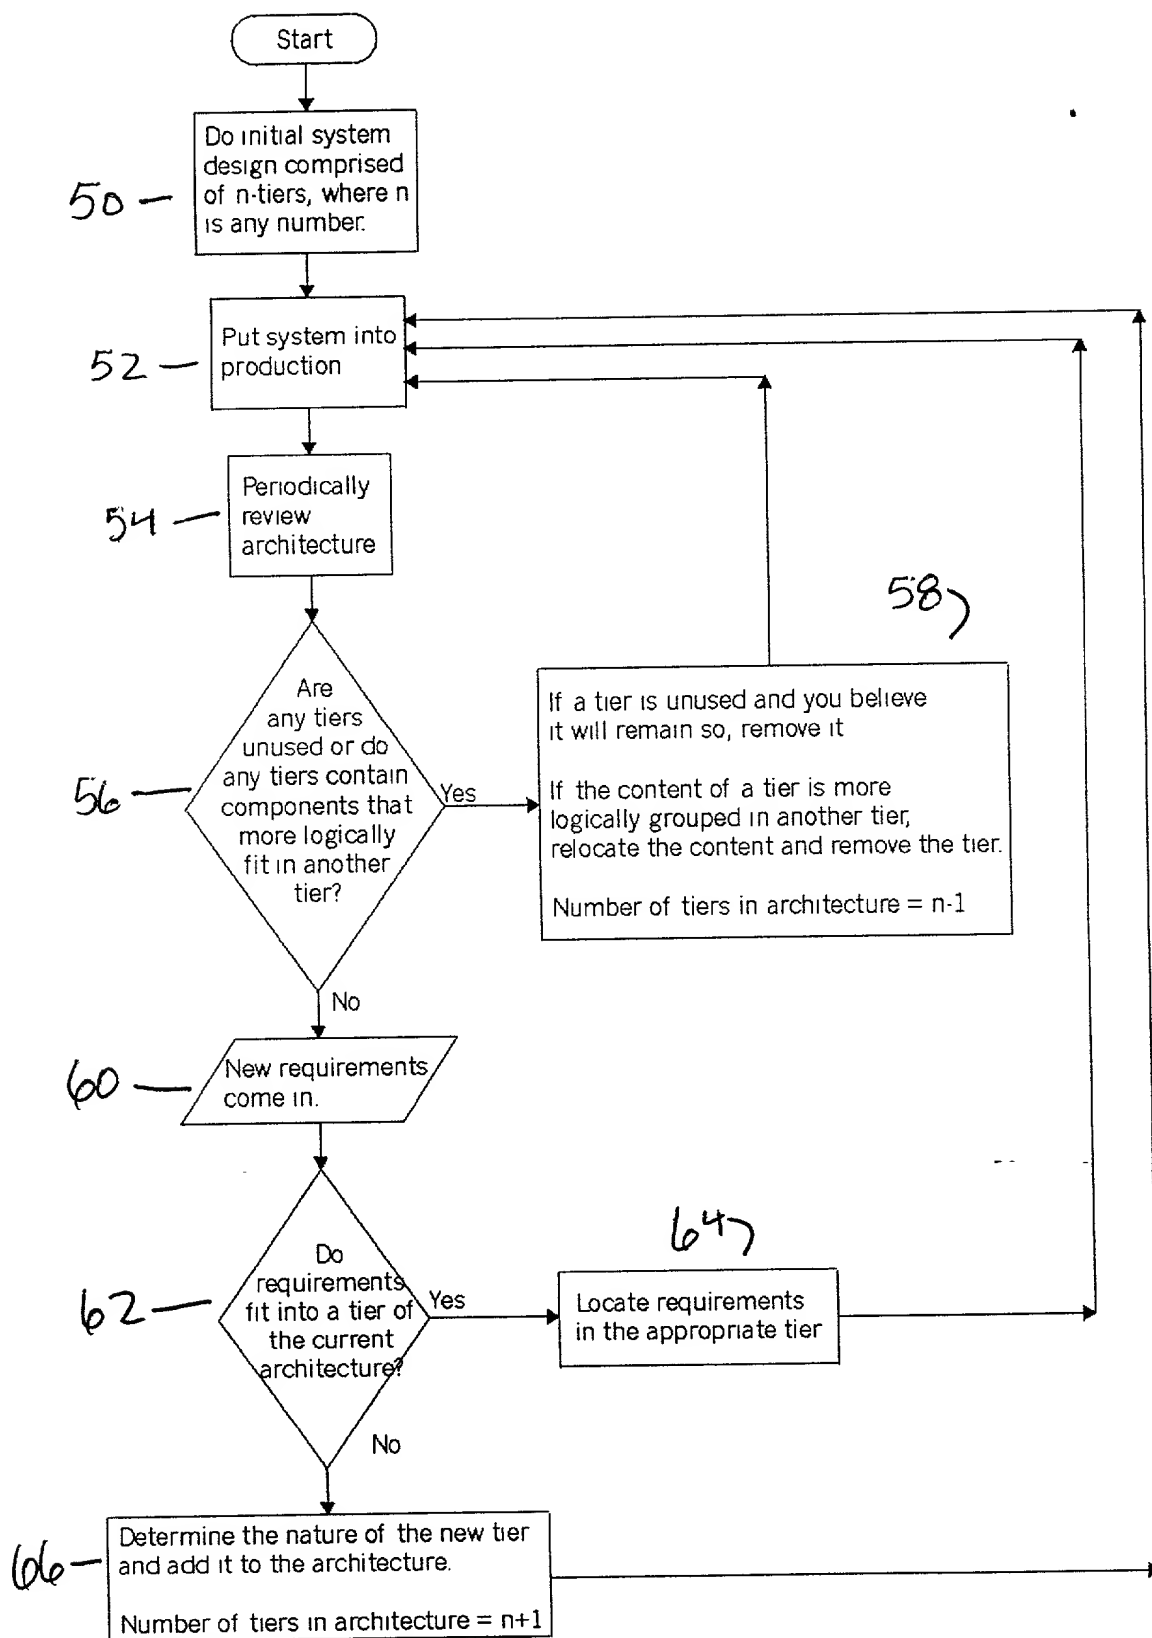 Start
50
Do initial system
design comprised
of n-tiers, where n
is any number.
52
Put system into
production
54
Periodically
review
architecture
56
Are
any tiers
unused or do
any tiers contain
components that
more logically
fit in another
tier?
Yes
58
If a tier is unused and you believe
it will remain so, remove it
If the content of a tier is more
logically grouped in another tier,
relocate the content and remove the tier.
Number of tiers in architecture = n-1
No
60
New requirements
come in.
62
Do
requirements
fit into a tier of
the current
architecture?
Yes
64
Locate requirements
in the appropriate tier
No
66
Determine the nature of the new tier
and add it to the architecture.
Number of tiers in architecture = n+1